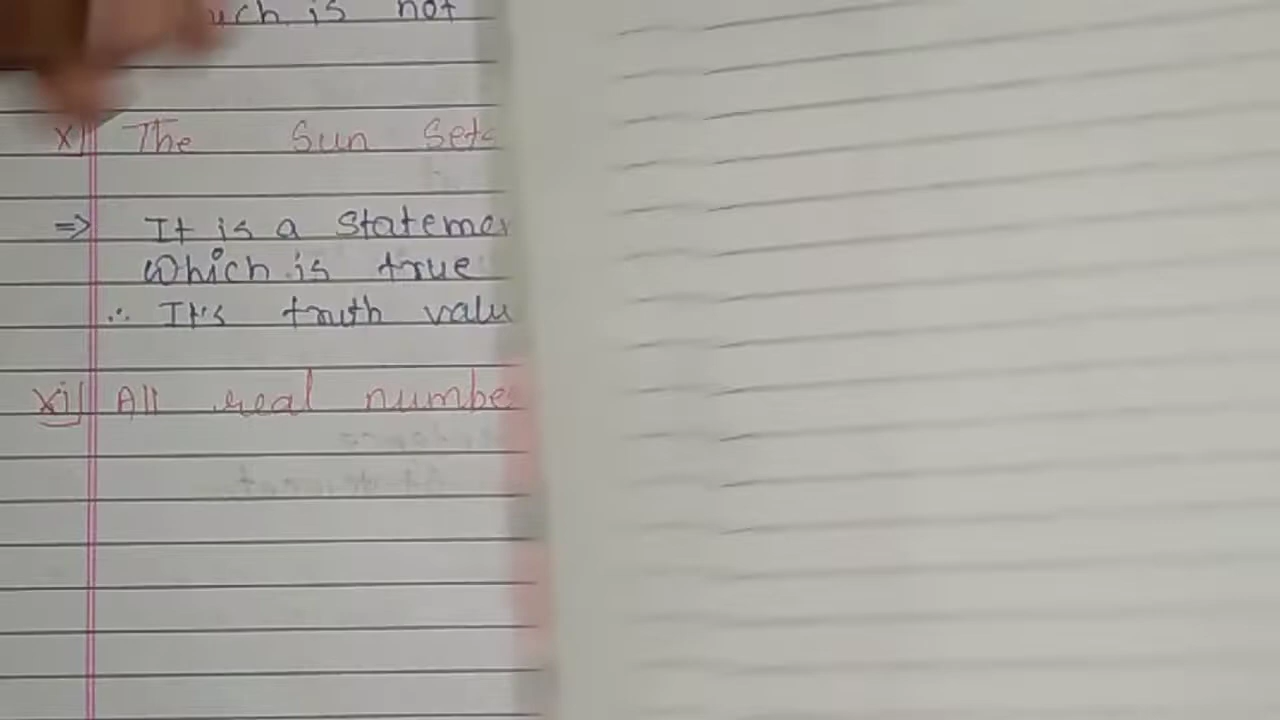 is not
x) The Sun Sets
=> It is a Statemen
Which is true
∴ It's truth valu
xi) All real numbe